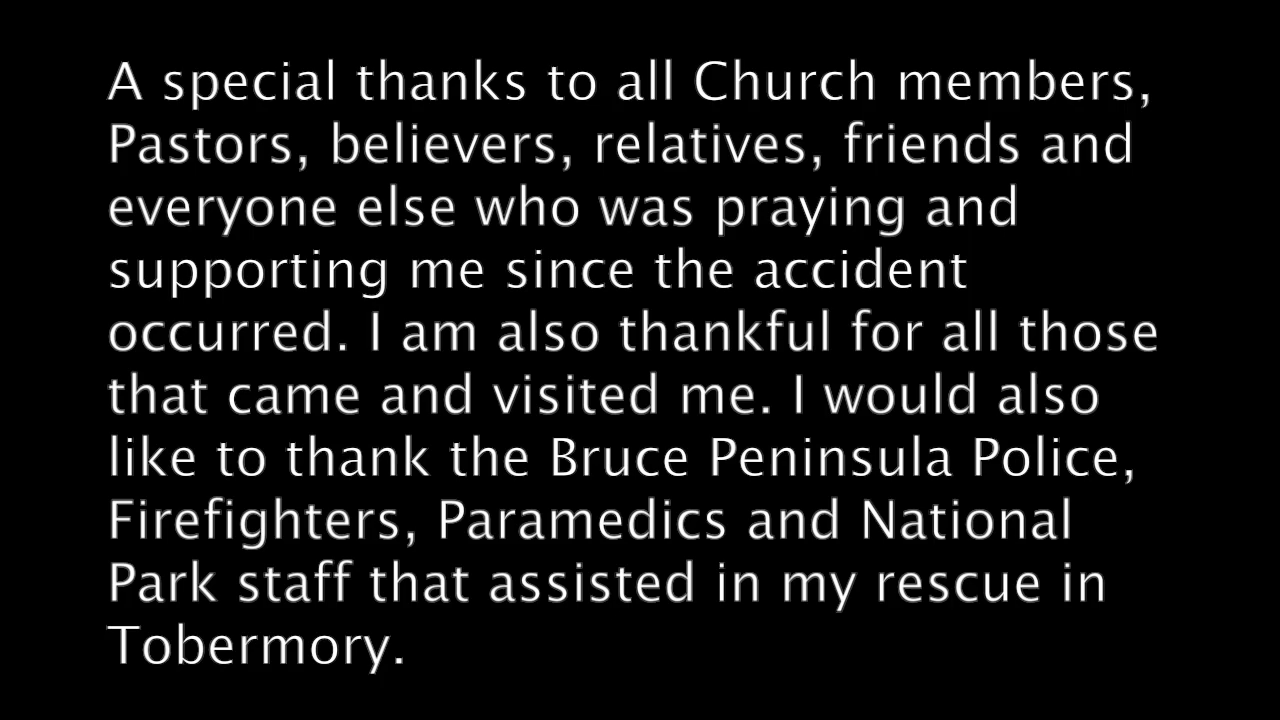 A special thanks to all Church members,
Pastors, believers, relatives, friends and
everyone else who was praying and
supporting me since the accident
occurred. I am also thankful for all those
that came and visited me. I would also
like to thank the Bruce Peninsula Police,
Firefighters, Paramedics and National
Park staff that assisted in my rescue in
Tobermory.